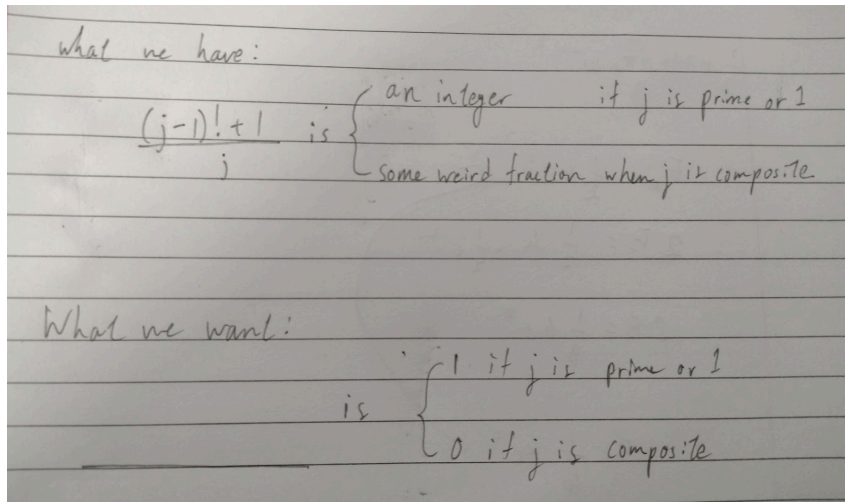 What we have:
(j-1)!+1 / j is { an integer if j is prime or 1
some weird fraction when j is composite
What we want:
is { 1 if j is prime or 1
0 if j is composite